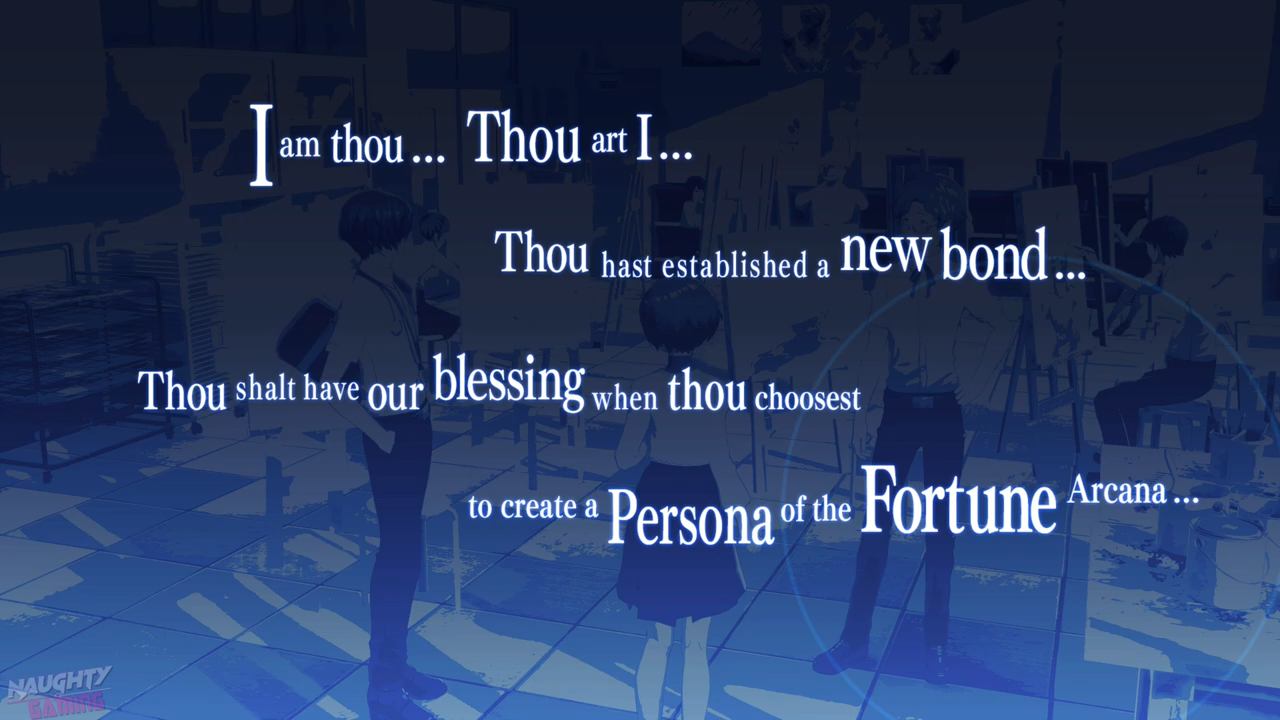 I am thou... Thou art I...
Thou hast established a new bond...
Thou shalt have our blessing when thou choosest
to create a Persona of the Fortune Arcana...
NAUGHTY
GAMING